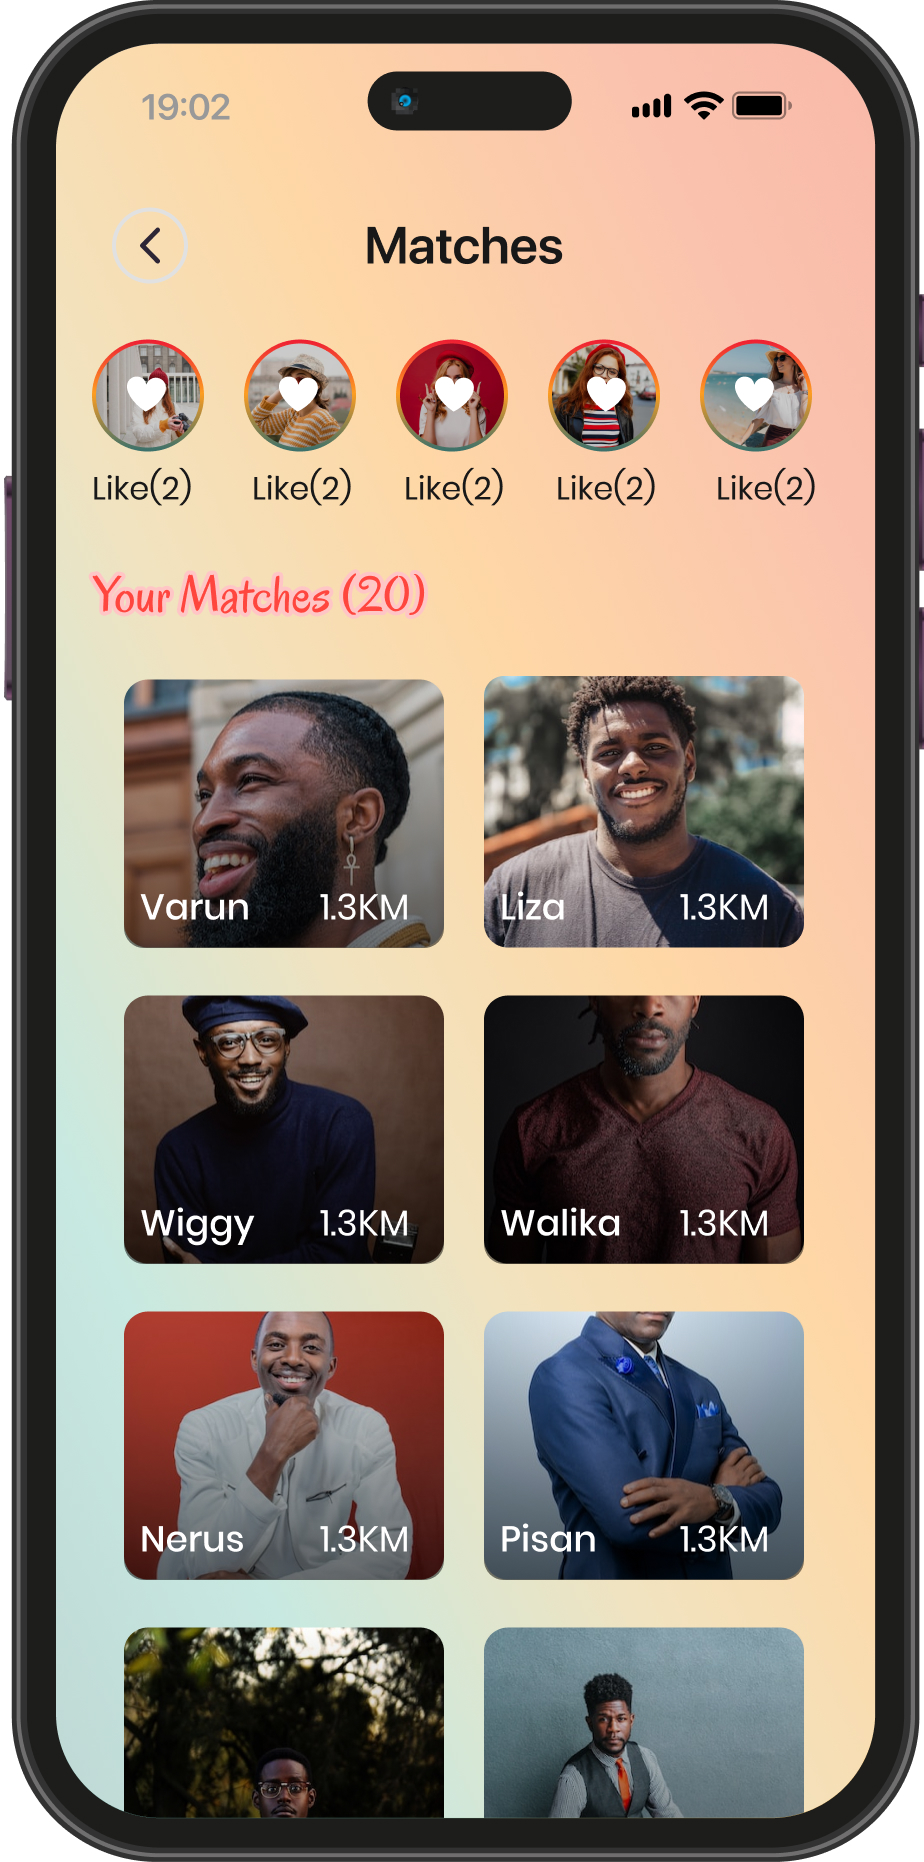 19:02
Matches
Like(2) Like(2) Like(2) Like(2) Like(2)
Your Matches (20)
Varun 1.3KM
Liza 1.3KM
Wiggy 1.3KM
Walika 1.3KM
Nerus 1.3KM
Pisan 1.3KM